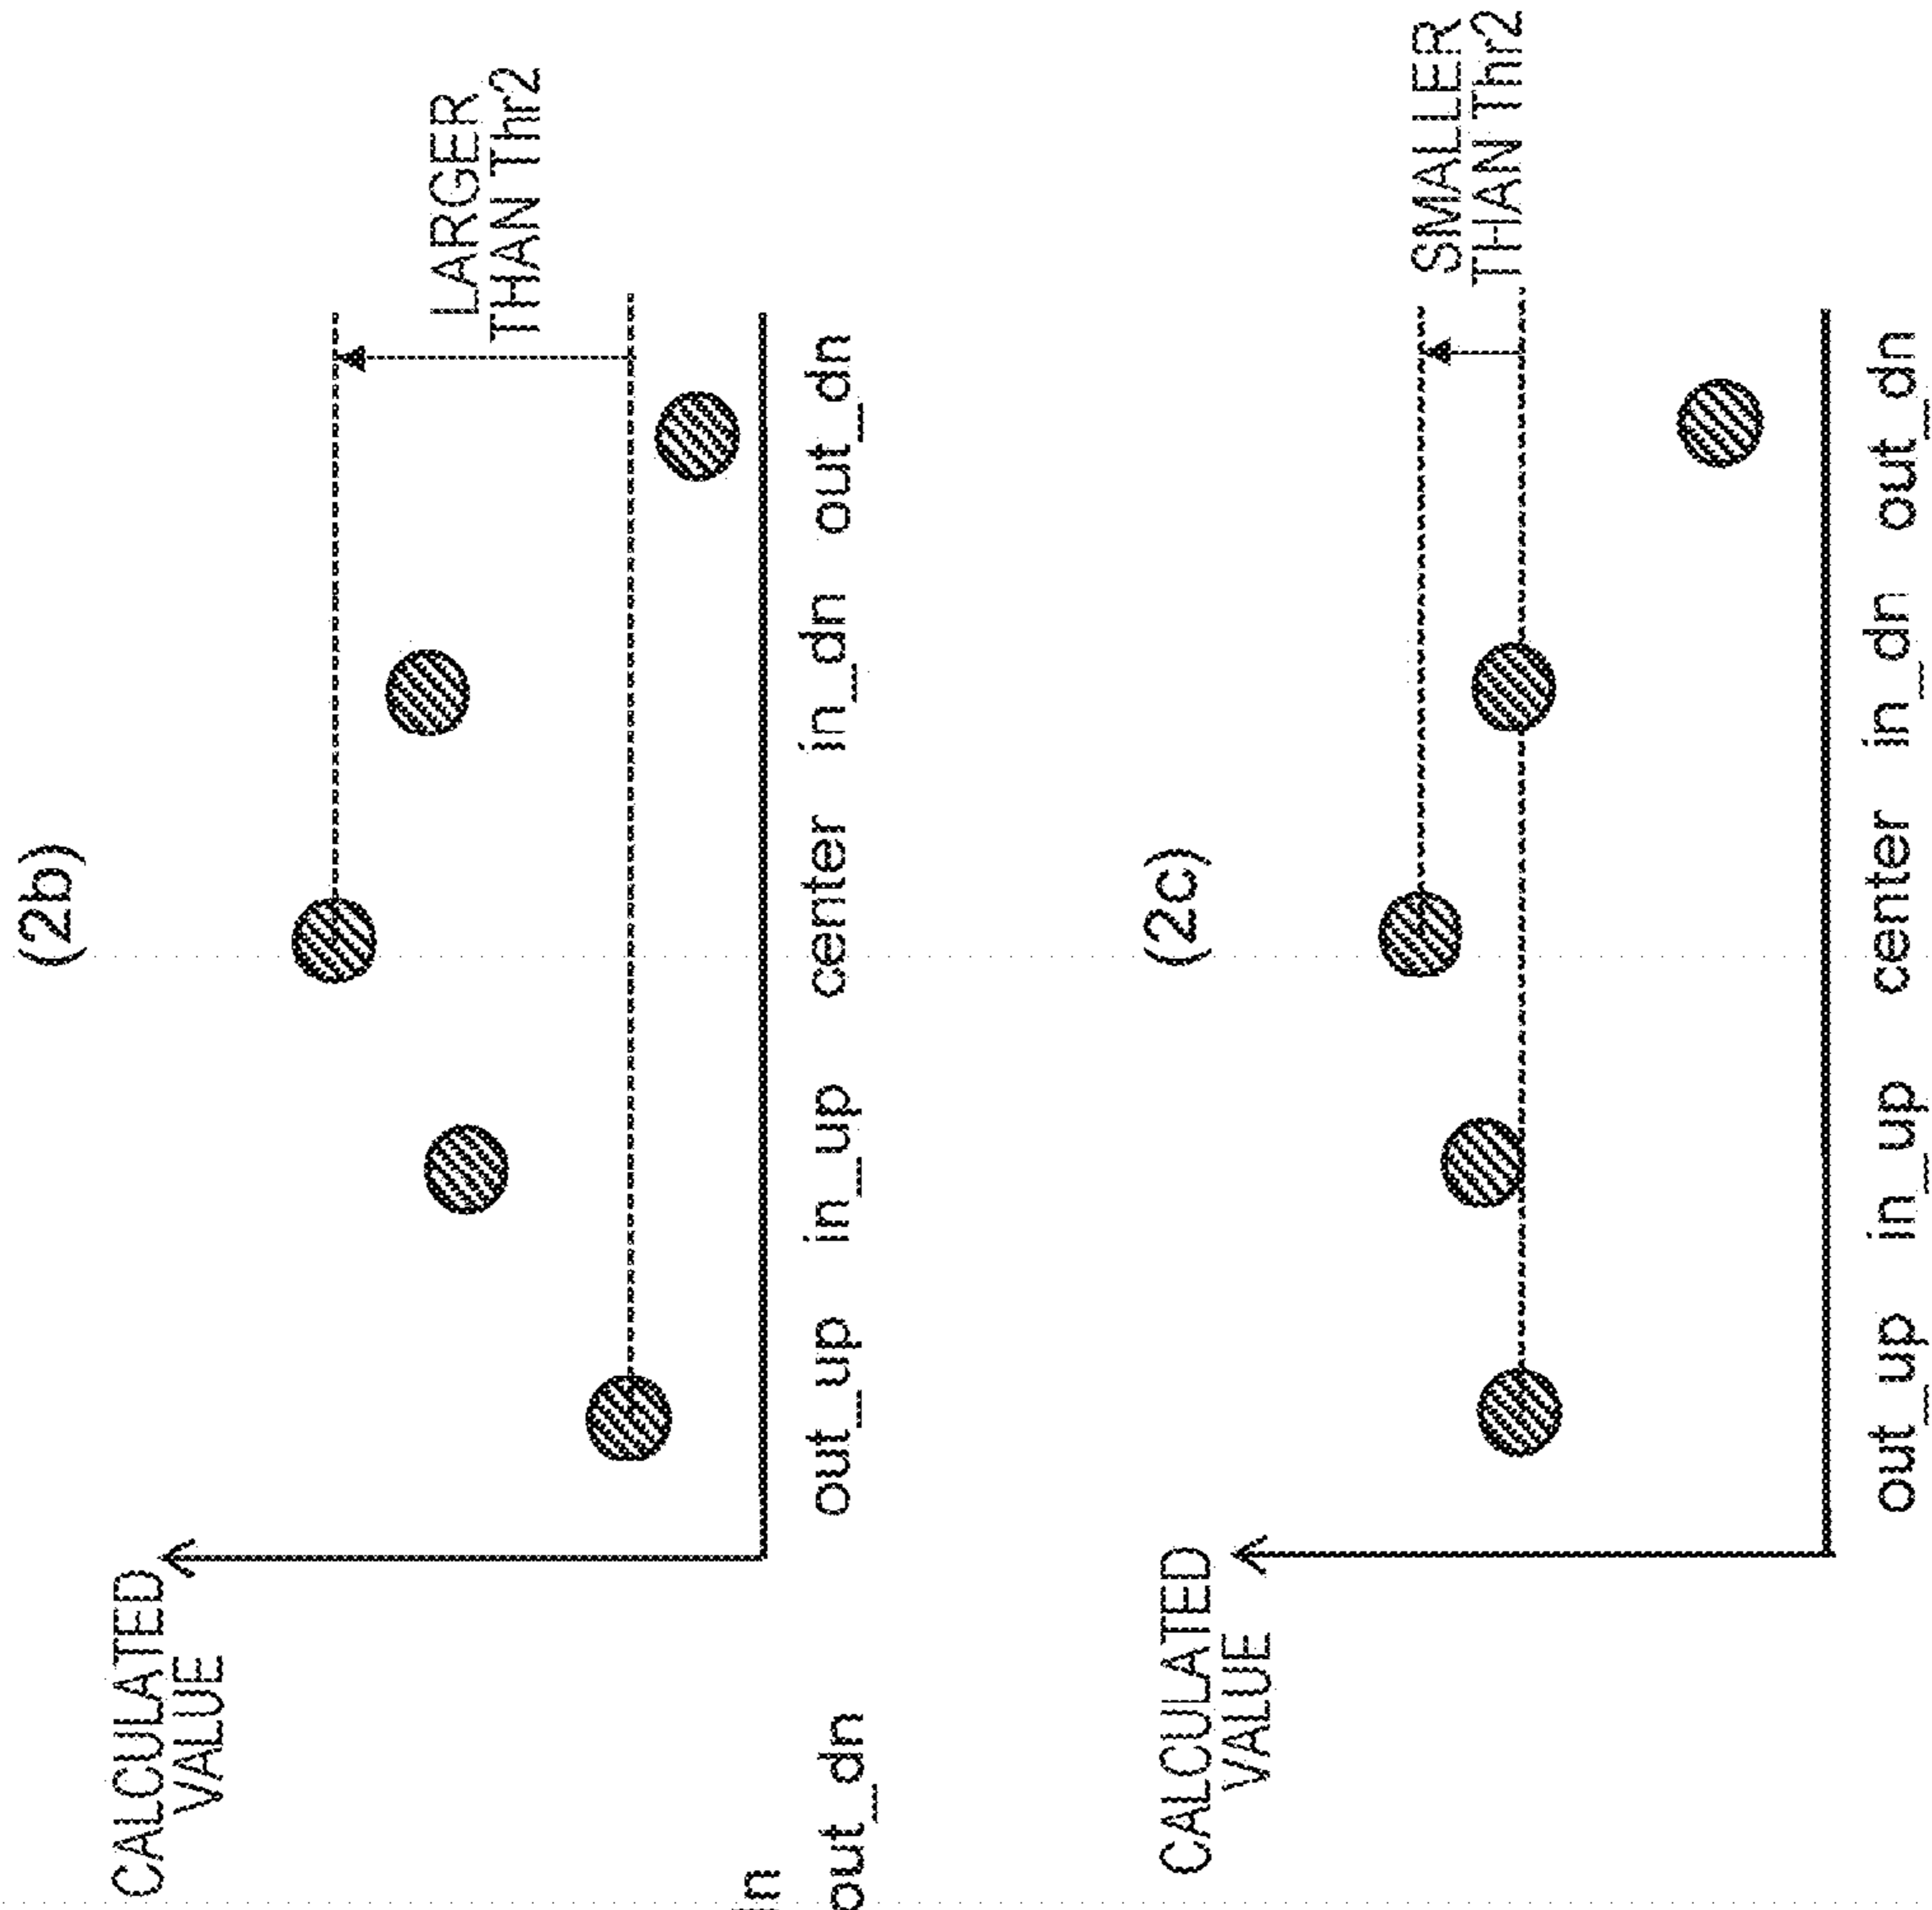 (2b)
CALCULATED
VALUE
LARGER
THAN Thr2
out_up in_up center in_dn out_dn
out_dn
(2c)
CALCULATED
VALUE
SMALLER
THAN Thr2
out_up in_up center in_dn out_dn